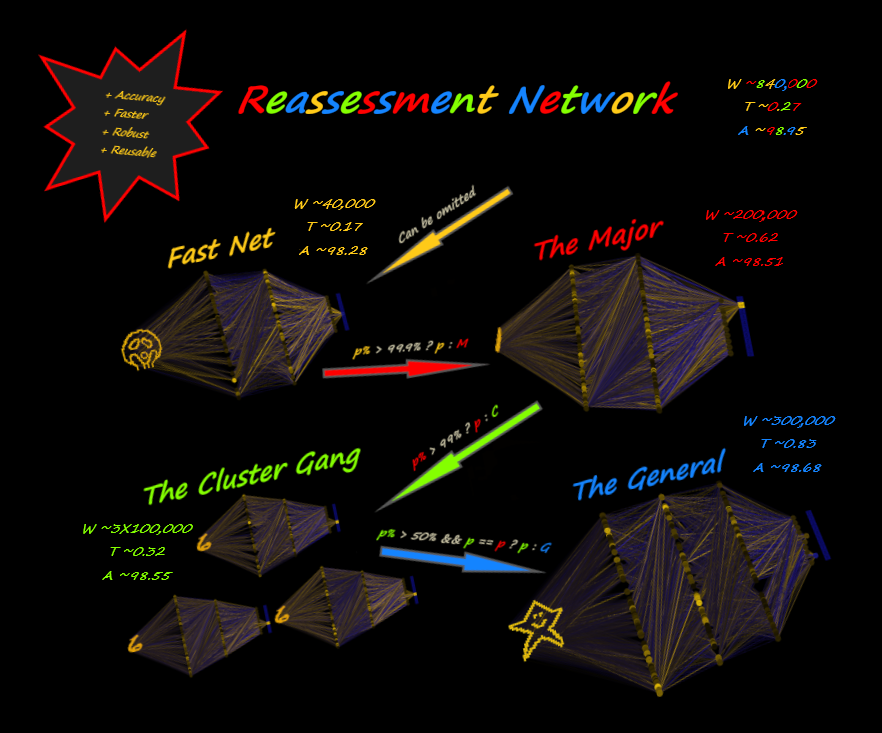 + Accuracy
+ Faster
+ Robust
+ Reusable
Reassessment Network
W ~840,000
T ~0.27
A ~98.95
Can be omitted
Fast Net
W ~40,000
T ~0.17
A ~98.28
The Major
W ~200,000
T ~0.62
A ~98.51
p% > 99.9% ? p : M
p% > 99% ? p : C
The Cluster Gang
W ~3X100,000
T ~0.32
A ~98.55
p% > 50% && p == p ? p : G
The General
W ~300,000
T ~0.83
A ~98.68